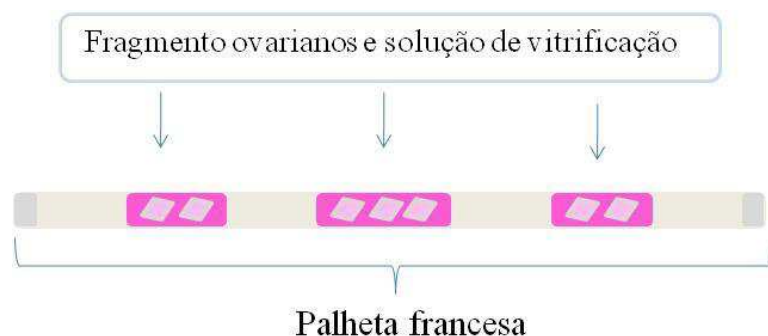 Fragmento ovarianos e solução de vitrificação
Palheta francesa